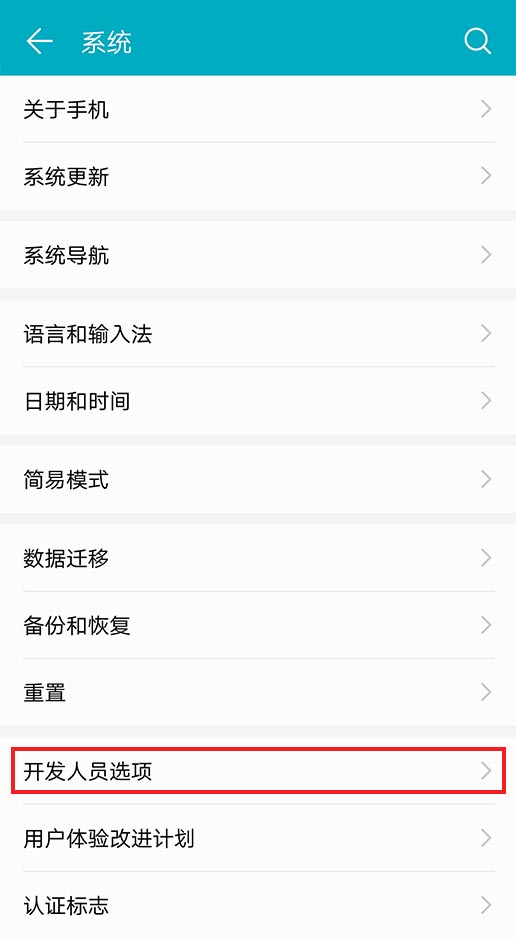 系统
关于手机
系统更新
系统导航
语言和输入法
日期和时间
简易模式
数据迁移
备份和恢复
重置
开发人员选项
用户体验改进计划
认证标志